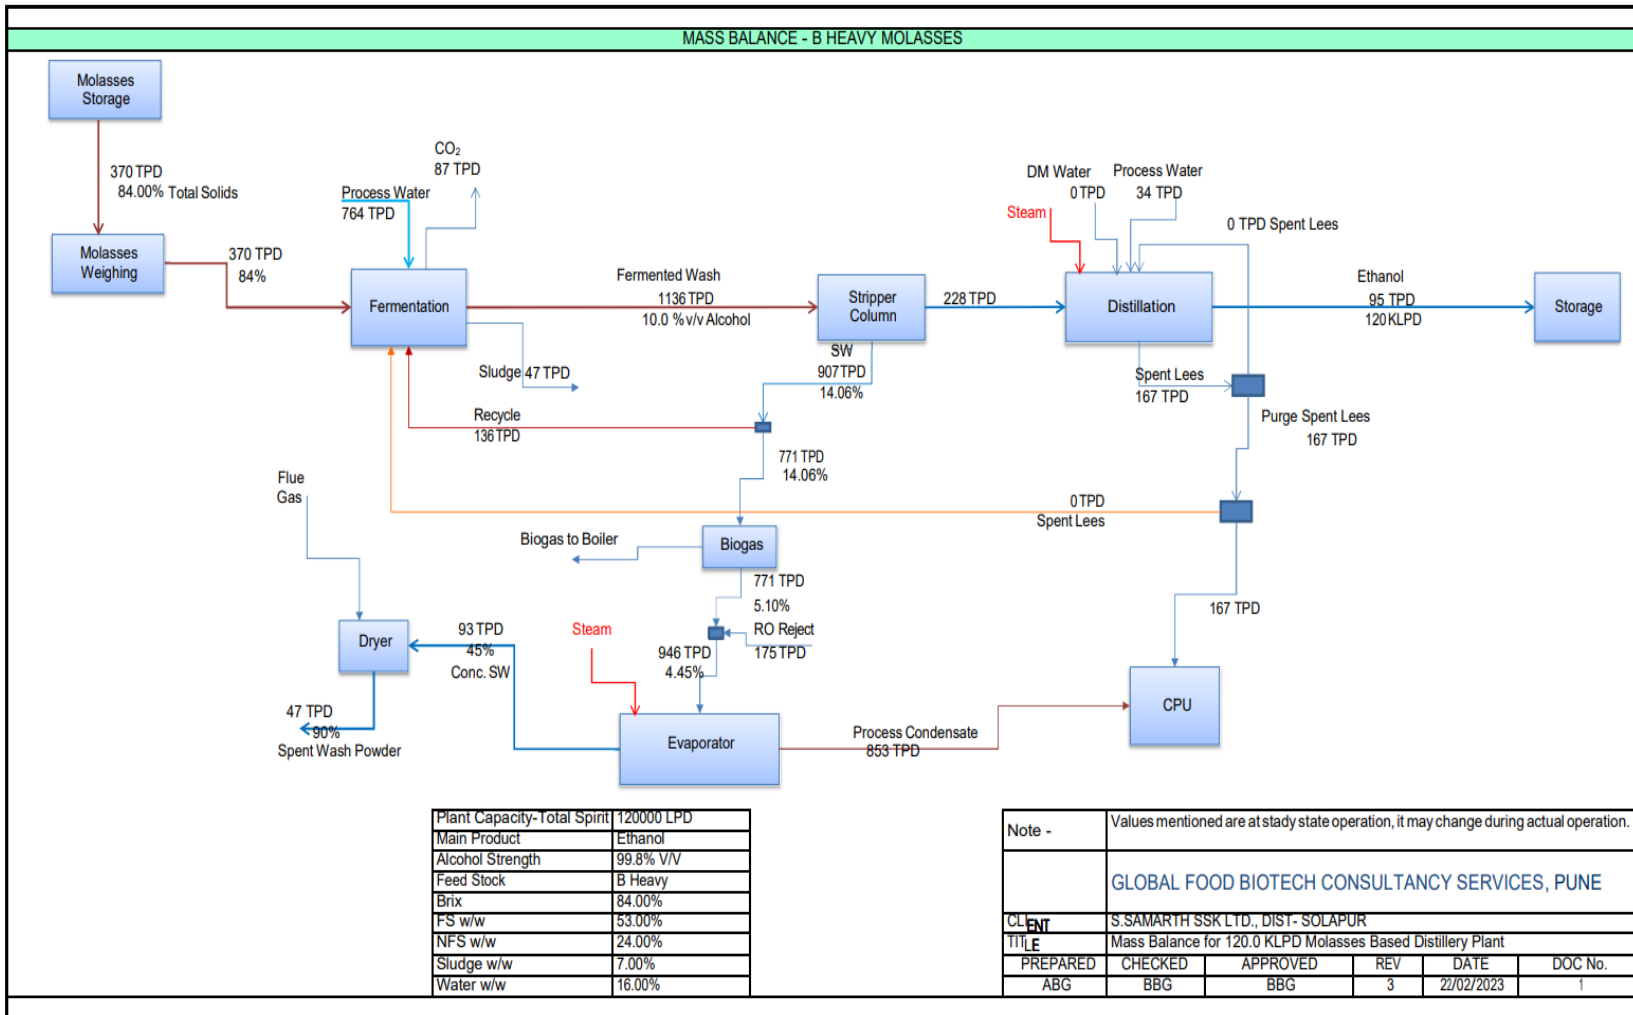 MASS BALANCE - B HEAVY MOLASSES
Molasses
Storage
370 TPD
84.00% Total Solids
Molasses
Weighing
370 TPD
84%
Process Water
764 TPD
CO₂
87 TPD
Fermentation
Fermented Wash
1136 TPD
10.0 %v/v Alcohol
Sludge 47 TPD
Recycle
136 TPD
Stripper
Column
228 TPD
SW
907 TPD
14.06%
771 TPD
14.06%
DM Water
0 TPD
Process Water
34 TPD
Steam
0 TPD Spent Lees
Distillation
Ethanol
95 TPD
120 KLPD
Storage
Spent Lees
167 TPD
Purge Spent Lees
167 TPD
0 TPD
Spent Lees
167 TPD
CPU
Biogas to Boiler
Biogas
771 TPD
5.10%
RO Reject
175 TPD
946 TPD
4.45%
Steam
Evaporator
Process Condensate
853 TPD
Flue
Gas
Dryer
93 TPD
45%
Conc. SW
47 TPD
90%
Spent Wash Powder
Plant Capacity-Total Spirit 120000 LPD
Main Product Ethanol
Alcohol Strength 99.8% V/V
Feed Stock B Heavy
Brix 84.00%
FS w/w 53.00%
NFS w/w 24.00%
Sludge w/w 7.00%
Water w/w 16.00%
Note - Values mentioned are at stady state operation, it may change during actual operation.
GLOBAL FOOD BIOTECH CONSULTANCY SERVICES, PUNE
CLIENT S.SAMARTH SSK LTD., DIST- SOLAPUR
TITLE Mass Balance for 120.0 KLPD Molasses Based Distillery Plant
PREPARED CHECKED APPROVED REV DATE DOC No.
ABG BBG BBG 3 22/02/2023 1